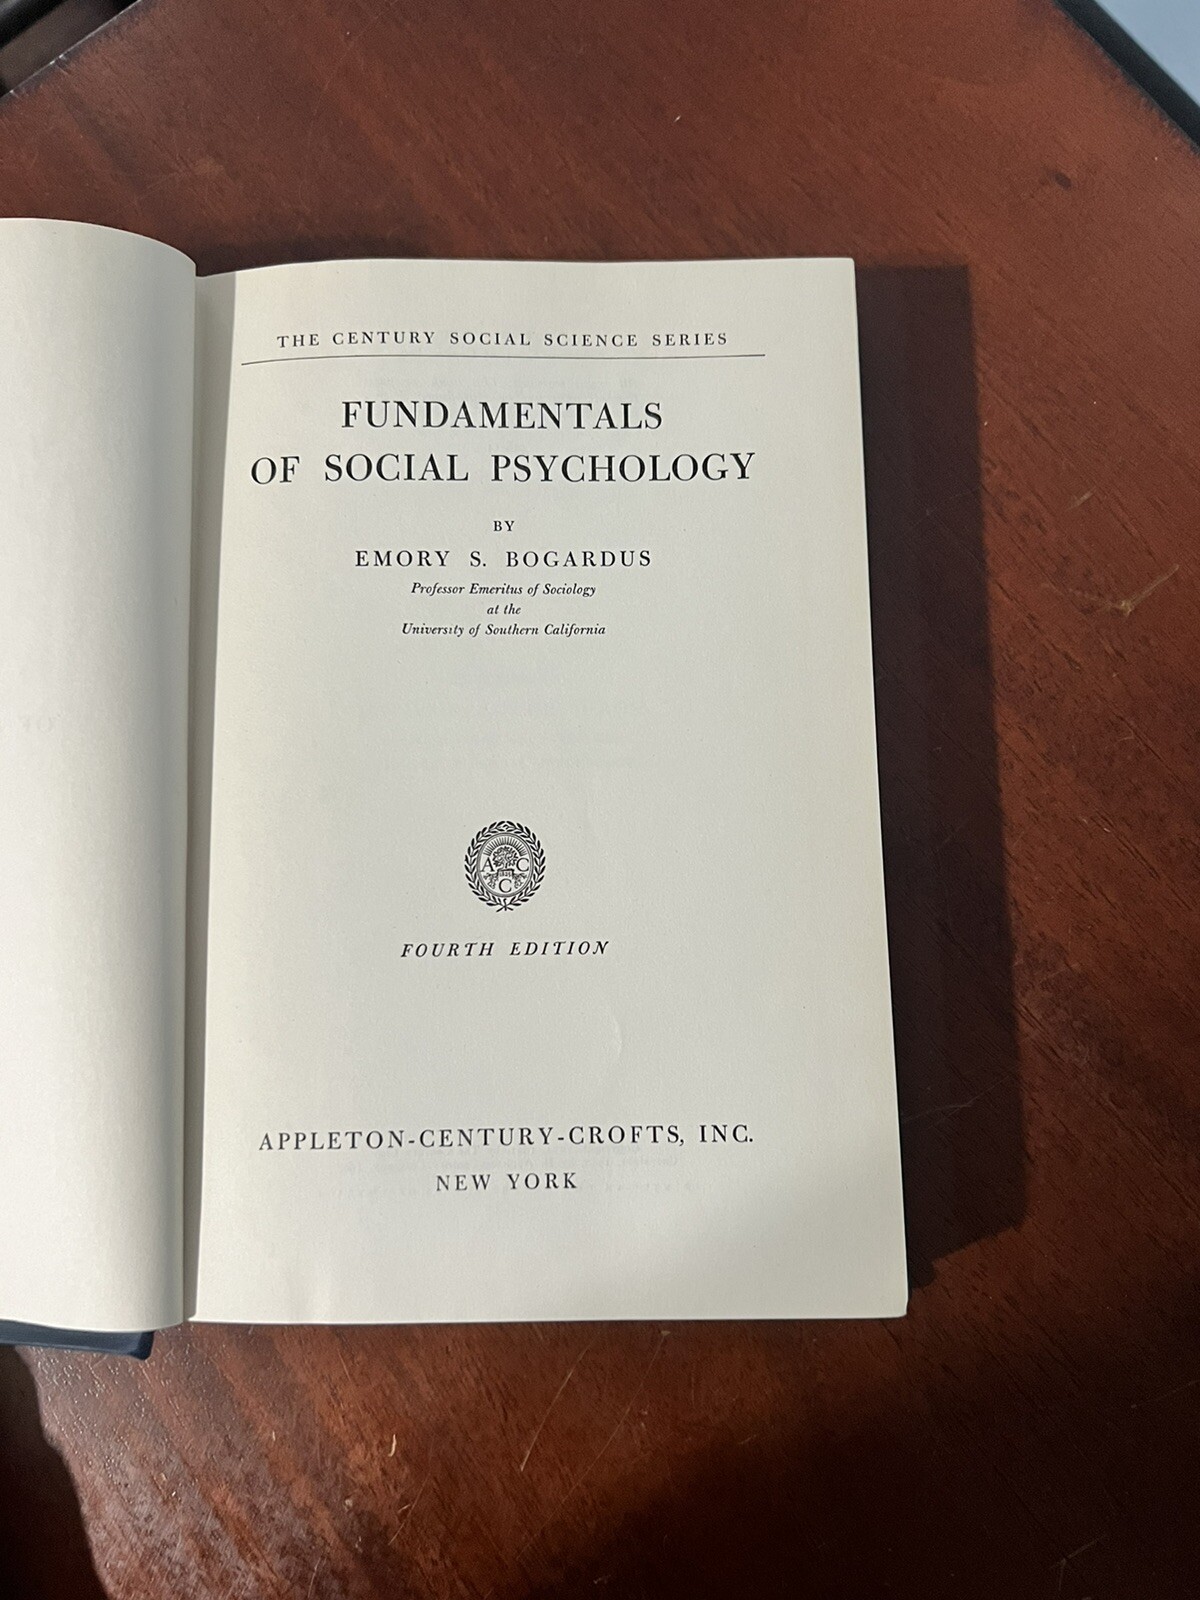 THE CENTURY SOCIAL SCIENCE SERIES
FUNDAMENTALS
OF SOCIAL PSYCHOLOGY
BY
EMORY S. BOGARDUS
Professor Emeritus of Sociology
at the
University of Southern California
A C
C
FOURTH EDITION
APPLETON-CENTURY-CROFTS, INC.
NEW YORK